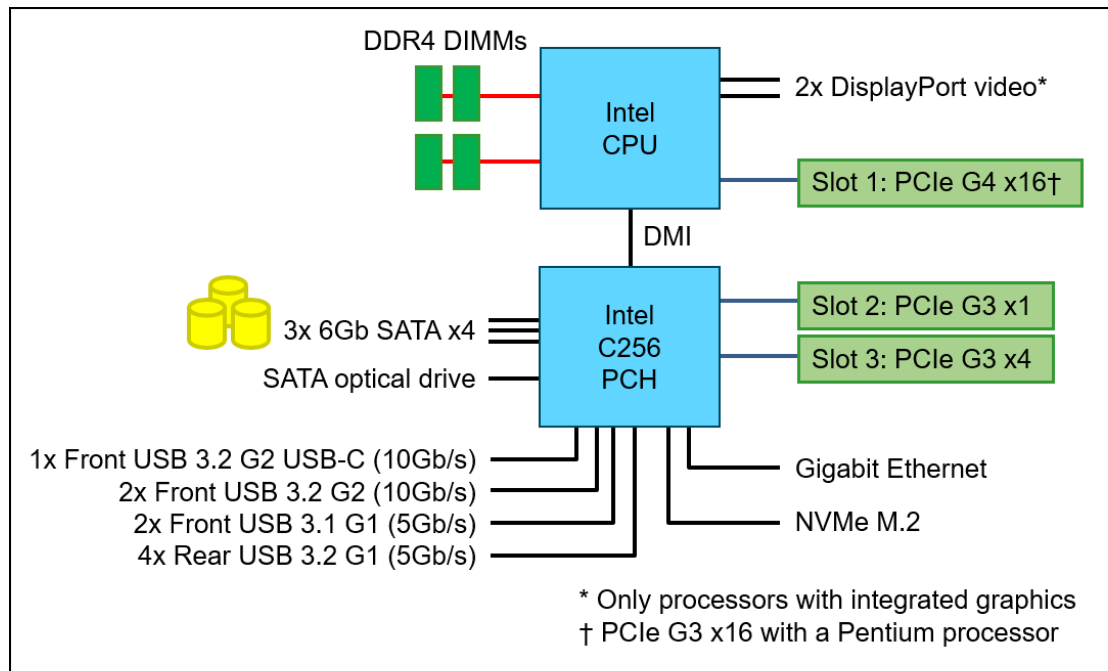 DDR4 DIMMs
Intel
CPU
2x DisplayPort video*
Slot 1: PCIe G4 x16†
DMI
Intel
C256
PCH
3x 6Gb SATA x4
SATA optical drive
Slot 2: PCIe G3 x1
Slot 3: PCIe G3 x4
1x Front USB 3.2 G2 USB-C (10Gb/s)
2x Front USB 3.2 G2 (10Gb/s)
2x Front USB 3.1 G1 (5Gb/s)
4x Rear USB 3.2 G1 (5Gb/s)
Gigabit Ethernet
NVMe M.2
* Only processors with integrated graphics
† PCIe G3 x16 with a Pentium processor